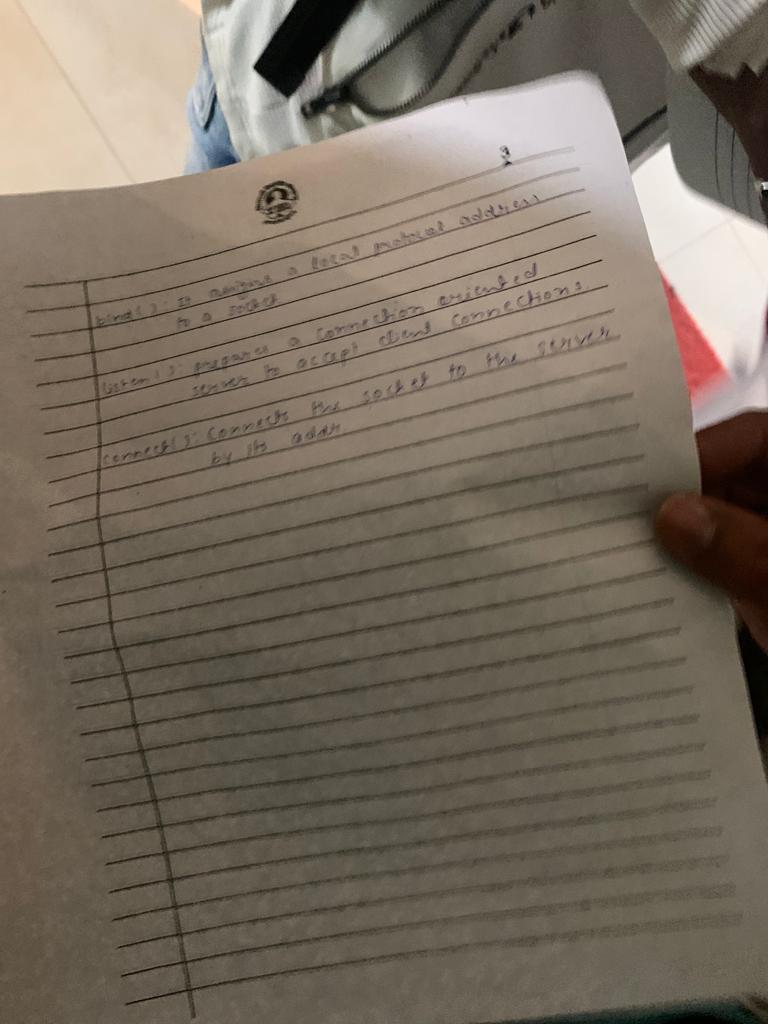 3
bind(): It assigns a local protocol address
to a socket
listen(): prepares a connection oriented
server to accept client connections.
connect(): connects the socket to the server
by its addr